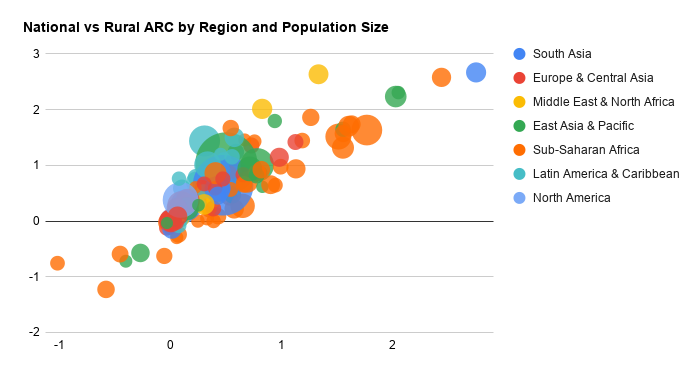 National vs Rural ARC by Region and Population Size
3
2
1
0
-1
-2
-1
0
1
2
South Asia
Europe & Central Asia
Middle East & North Africa
East Asia & Pacific
Sub-Saharan Africa
Latin America & Caribbean
North America